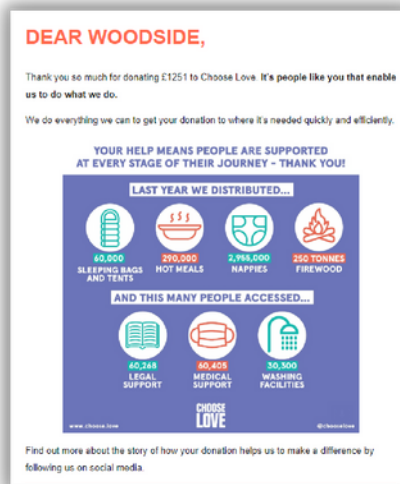 DEAR WOODSIDE,
Thank you so much for donating £1251 to Choose Love. It's people like you that enable
us to do what we do.
We do everything we can to get your donation to where it's needed quickly and efficiently.
YOUR HELP MEANS PEOPLE ARE SUPPORTED
AT EVERY STAGE OF THEIR JOURNEY - THANK YOU!
LAST YEAR WE DISTRIBUTED...
60,000
SLEEPING BAGS
AND TENTS
290,000
HOT MEALS
2,955,000
NAPPIES
250 TONNES
FIREWOOD
AND THIS MANY PEOPLE ACCESSED...
60,268
LEGAL
SUPPORT
60,405
MEDICAL
SUPPORT
30,300
WASHING
FACILITIES
www.choose.love
CHOOSE
LOVE
@chooselove
Find out more about the story of how your donation helps us to make a difference by
following us on social media.